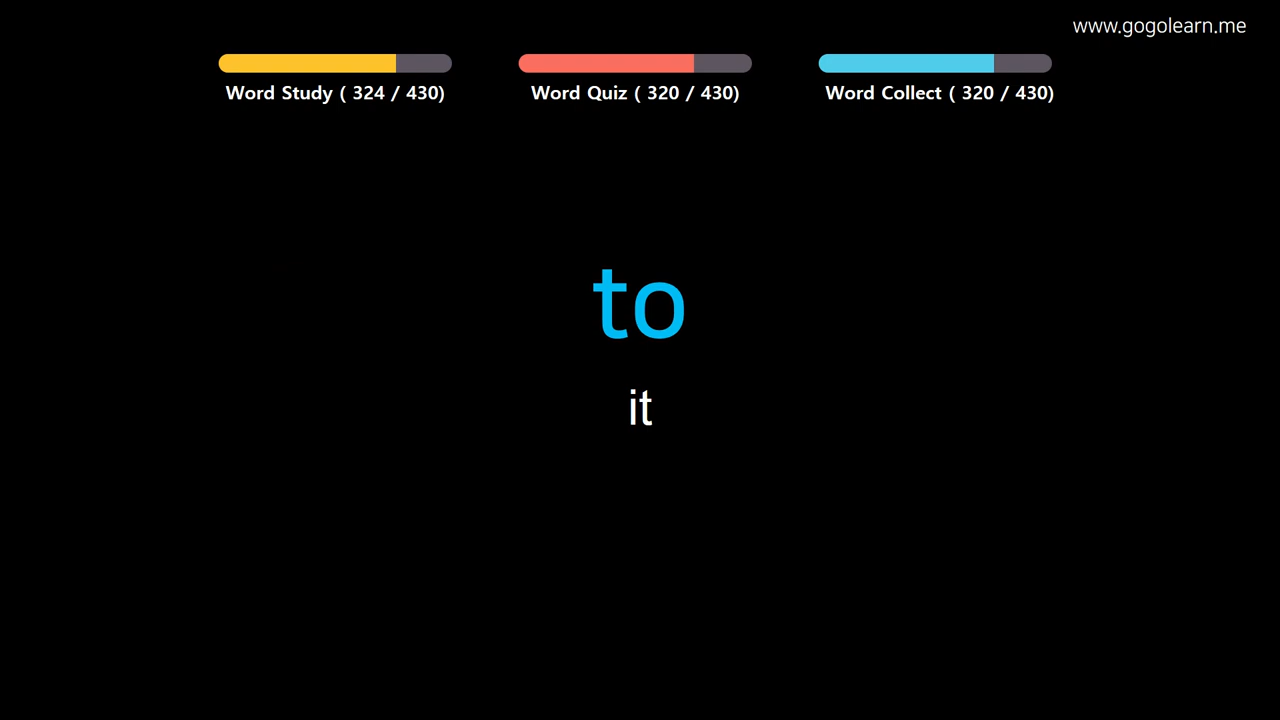 www.gogolearn.me
Word Study ( 324 / 430)
Word Quiz ( 320 / 430)
Word Collect ( 320 / 430)
to
it